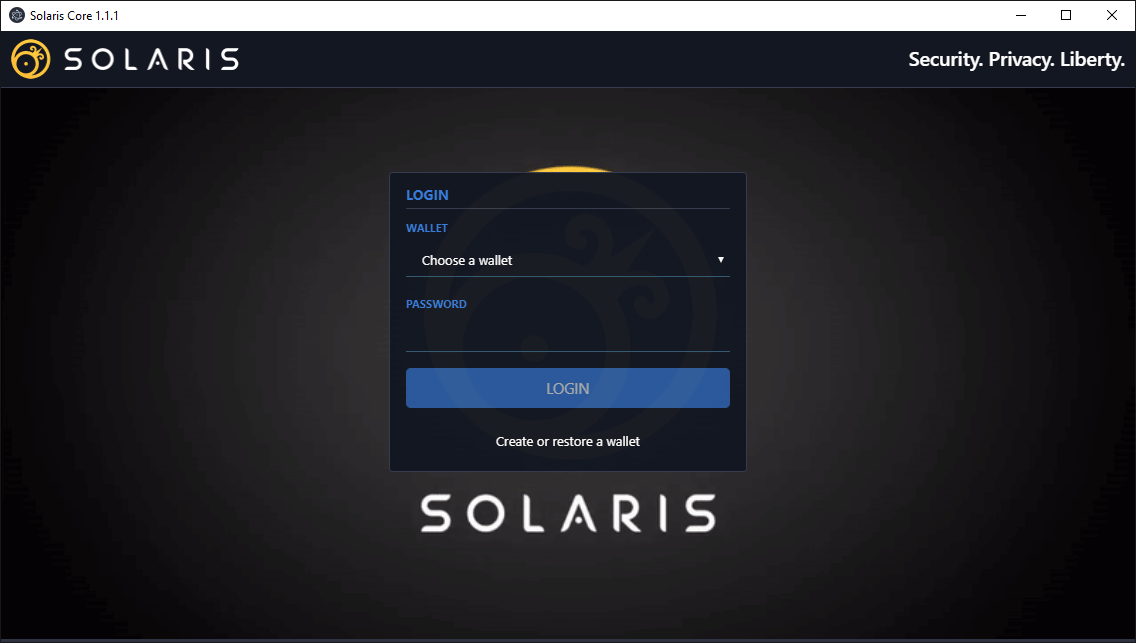 Solaris Core 1.1.1
SOLARIS
Security. Privacy. Liberty.
LOGIN
WALLET
Choose a wallet
PASSWORD
LOGIN
Create or restore a wallet
SOLARIS